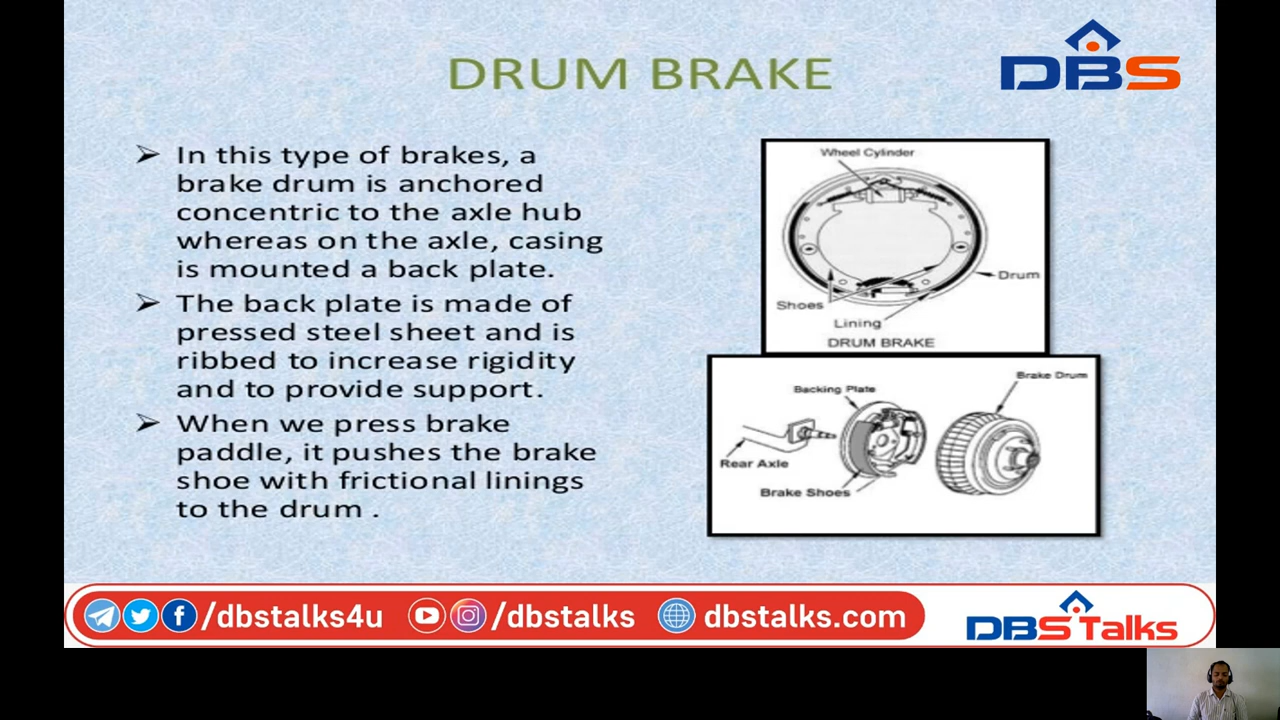 DRUM BRAKE
DBS
➢ In this type of brakes, a
brake drum is anchored
concentric to the axle hub
whereas on the axle, casing
is mounted a back plate.
➢ The back plate is made of
pressed steel sheet and is
ribbed to increase rigidity
and to provide support.
➢ When we press brake
paddle, it pushes the brake
shoe with frictional linings
to the drum .
Wheel Cylinder
Drum
Shoes
Lining
DRUM BRAKE
Brake Drum
Backing Plate
Rear Axle
Brake Shoes
/dbstalks4u /dbstalks dbstalks.com
DBS Talks